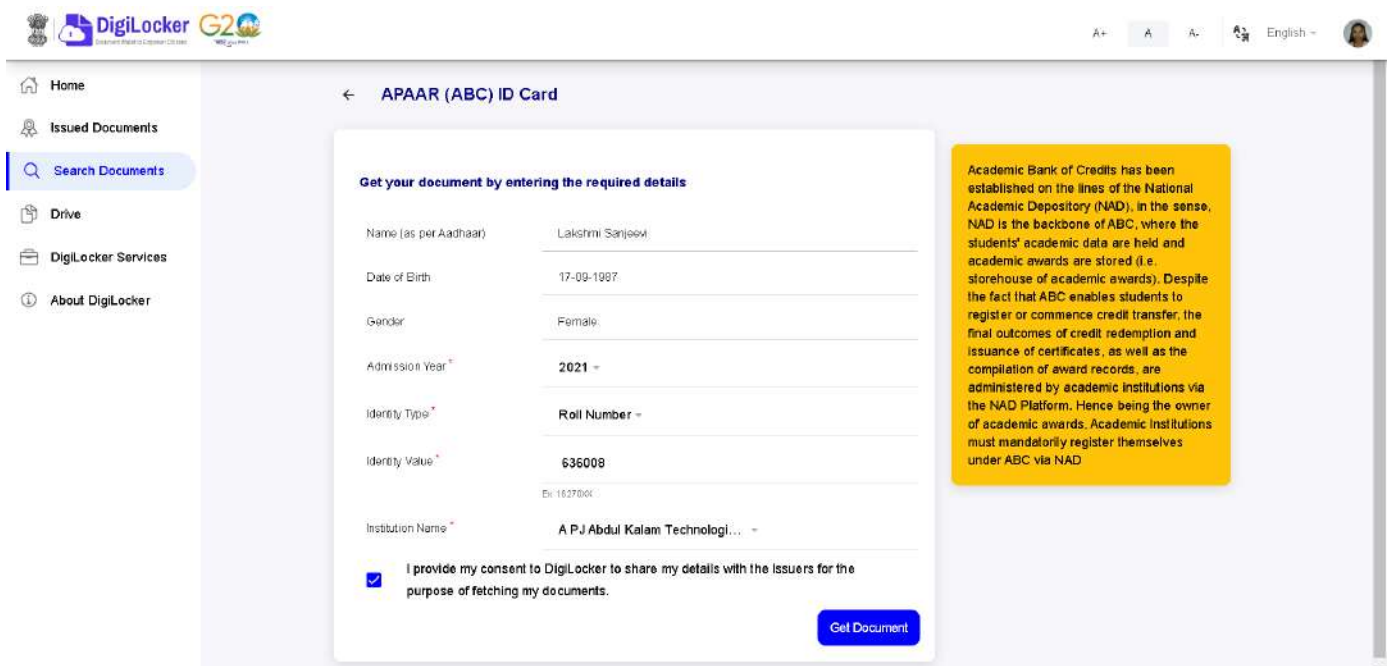 DigiLocker
G20
A+ A A- English
Home
Issued Documents
Search Documents
Drive
DigiLocker Services
About DigiLocker
← APAAR (ABC) ID Card
Get your document by entering the required details
Name (as per Aadhaar) Lakshmi Sanjeevi
Date of Birth 17-09-1987
Gender Female
Admission Year * 2021
Identity Type * Roll Number
Identity Value * 636008
Institution Name * A P J Abdul Kalam Technologi...
I provide my consent to DigiLocker to share my details with the Issuers for the
purpose of fetching my documents.
Get Document
Academic Bank of Credits has been
established on the lines of the National
Academic Depository (NAD), in the sense,
NAD is the backbone of ABC, where the
students' academic data are held and
academic awards are stored (i.e.
storehouse of academic awards). Despite
the fact that ABC enables students to
register or commence credit transfer, the
final outcomes of credit redemption and
issuance of certificates, as well as the
compilation of award records, are
administered by academic institutions via
the NAD Platform. Hence being the owner
of academic awards, Academic Institutions
must mandatorily register themselves
under ABC via NAD